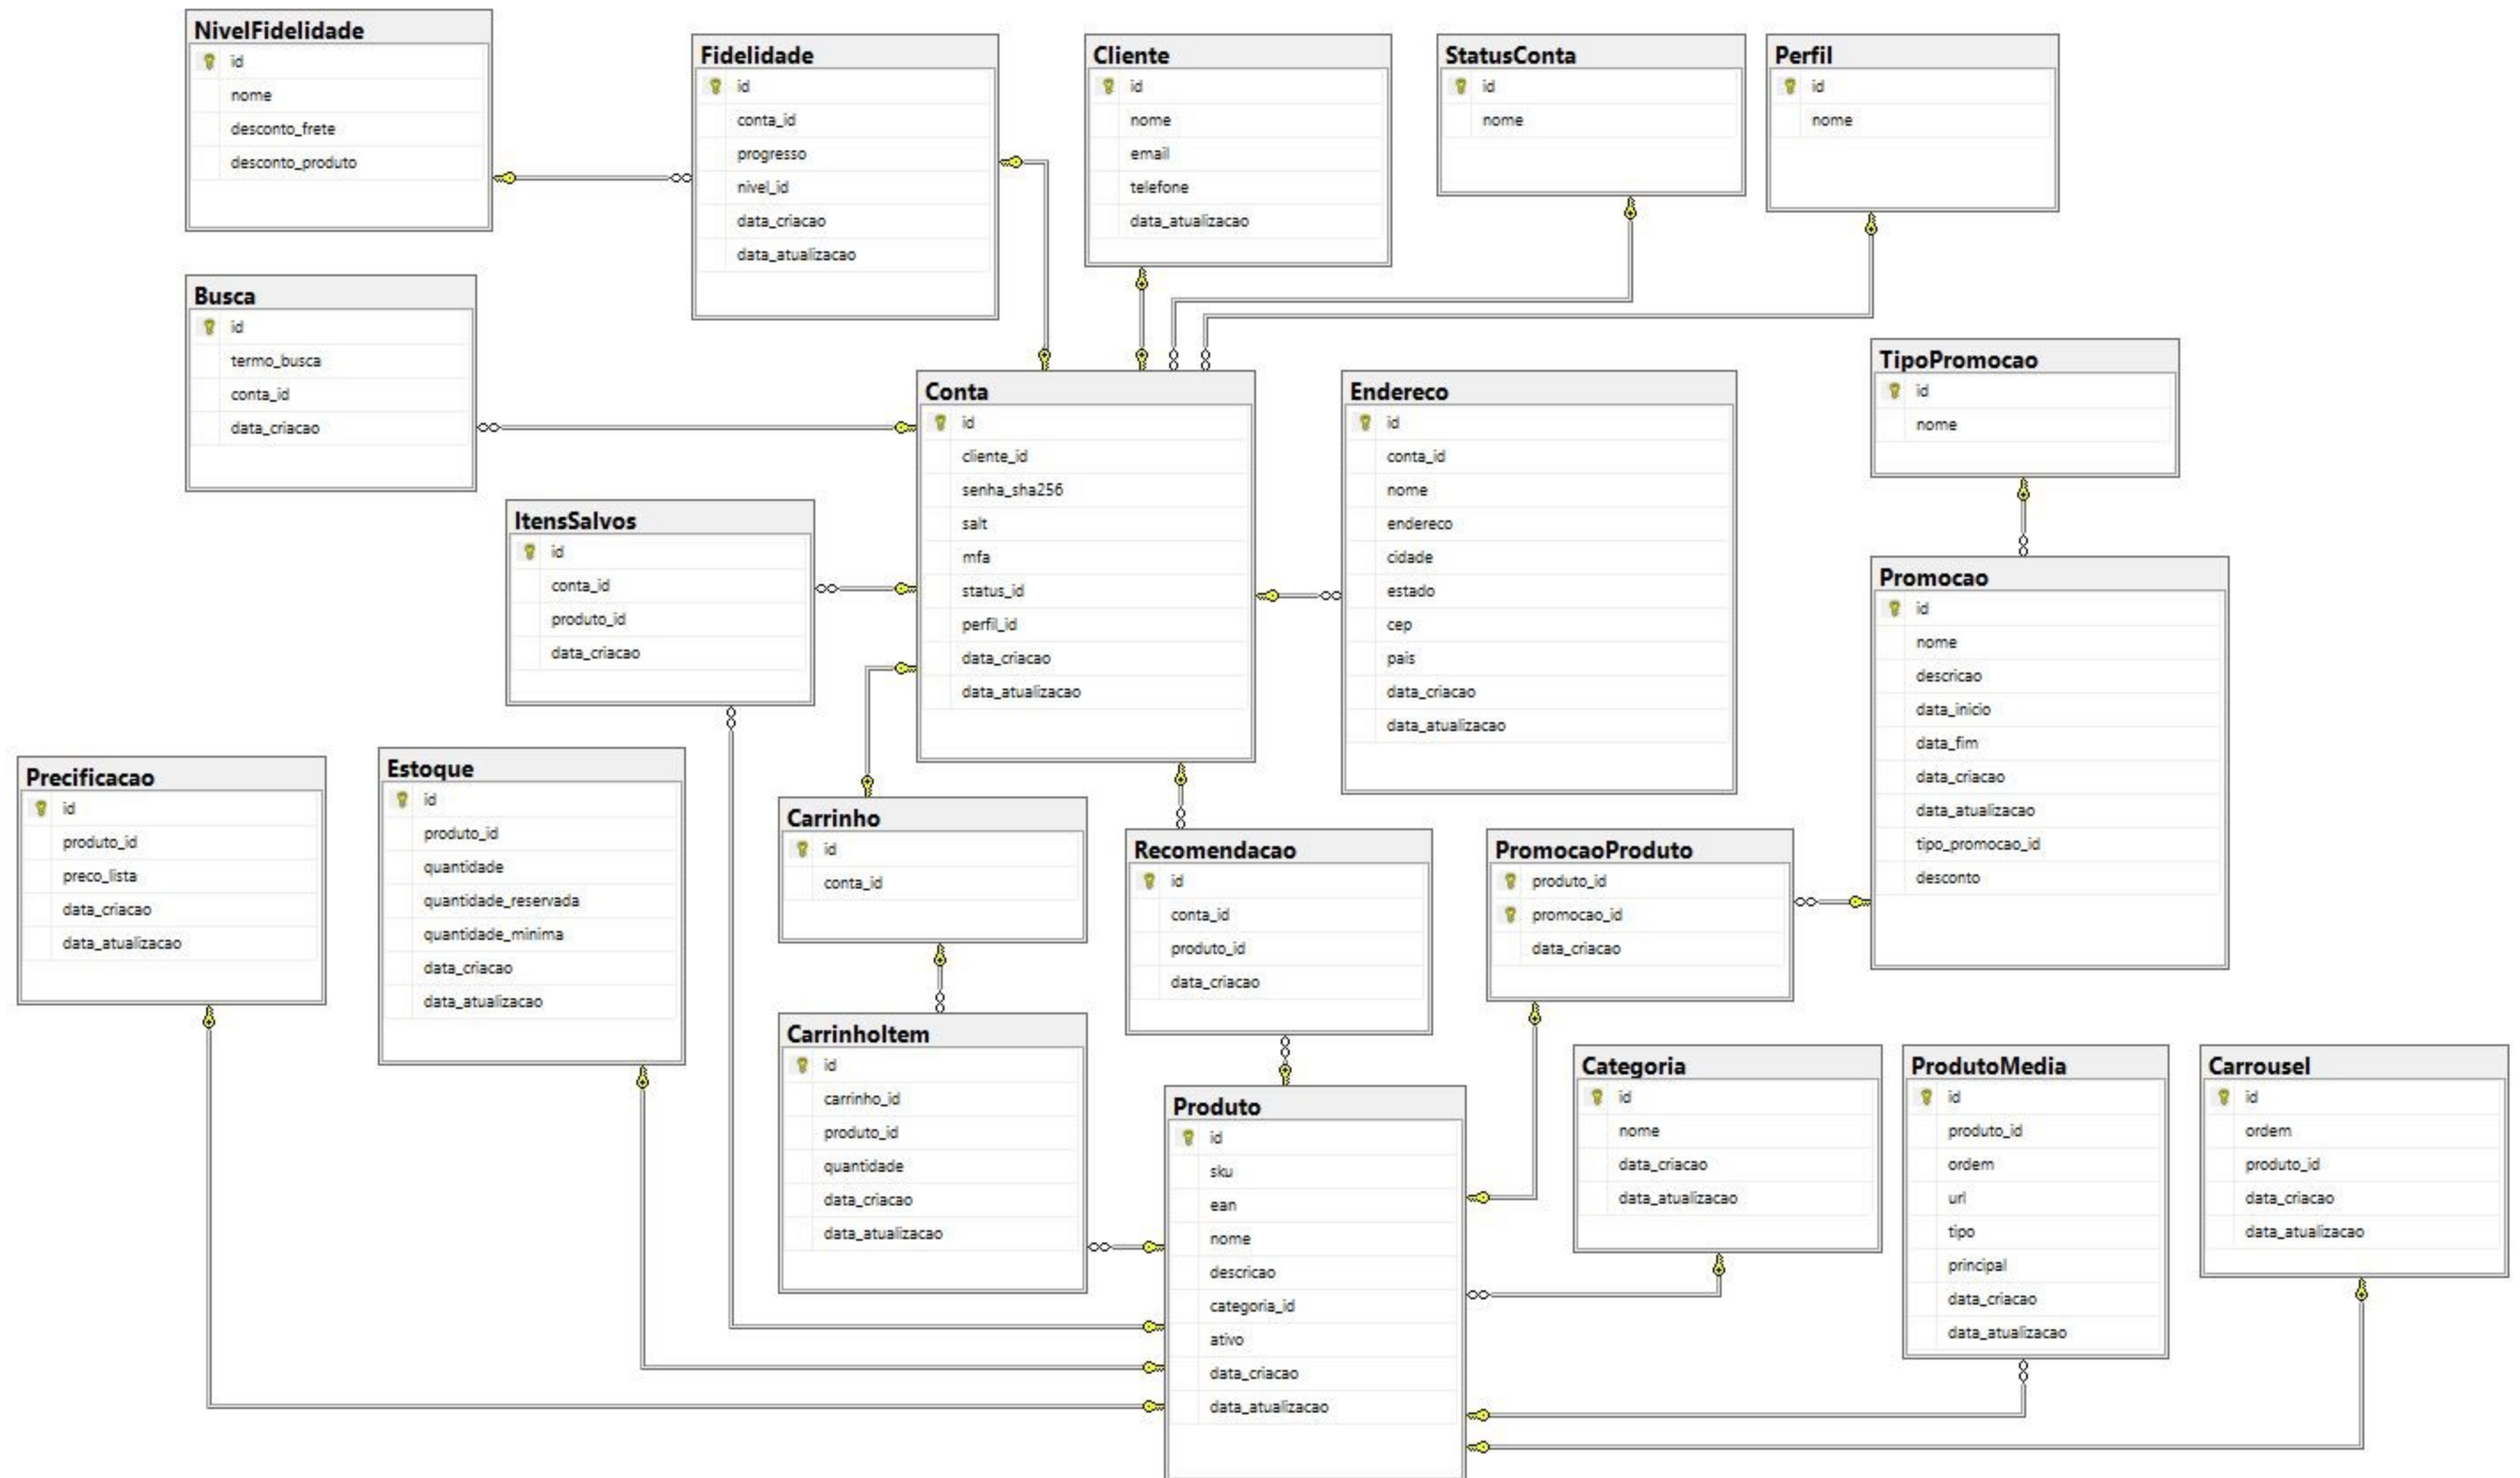 NivelFidelidade
id
nome
desconto_frete
desconto_produto
Fidelidade
id
conta_id
progresso
nivel_id
data_criacao
data_atualizacao
Cliente
id
nome
email
telefone
data_atualizacao
StatusConta
id
nome
Perfil
id
nome
Busca
id
termo_busca
conta_id
data_criacao
TipoPromocao
id
nome
Conta
id
cliente_id
senha_sha256
salt
mfa
status_id
perfil_id
data_criacao
data_atualizacao
Endereco
id
conta_id
nome
endereco
cidade
estado
cep
pais
data_criacao
data_atualizacao
ItensSalvos
id
conta_id
produto_id
data_criacao
Promocao
id
nome
descricao
data_inicio
data_fim
data_criacao
data_atualizacao
tipo_promocao_id
desconto
Precificacao
id
produto_id
preco_lista
data_criacao
data_atualizacao
Estoque
id
produto_id
quantidade
quantidade_reservada
quantidade_minima
data_criacao
data_atualizacao
Carrinho
id
conta_id
Recomendacao
id
conta_id
produto_id
data_criacao
PromocaoProduto
produto_id
promocao_id
data_criacao
CarrinhoItem
id
carrinho_id
produto_id
quantidade
data_criacao
data_atualizacao
Produto
id
sku
ean
nome
descricao
categoria_id
ativo
data_criacao
data_atualizacao
Categoria
id
nome
data_criacao
data_atualizacao
ProdutoMedia
id
produto_id
ordem
url
tipo
principal
data_criacao
data_atualizacao
Carrousel
id
ordem
produto_id
data_criacao
data_atualizacao